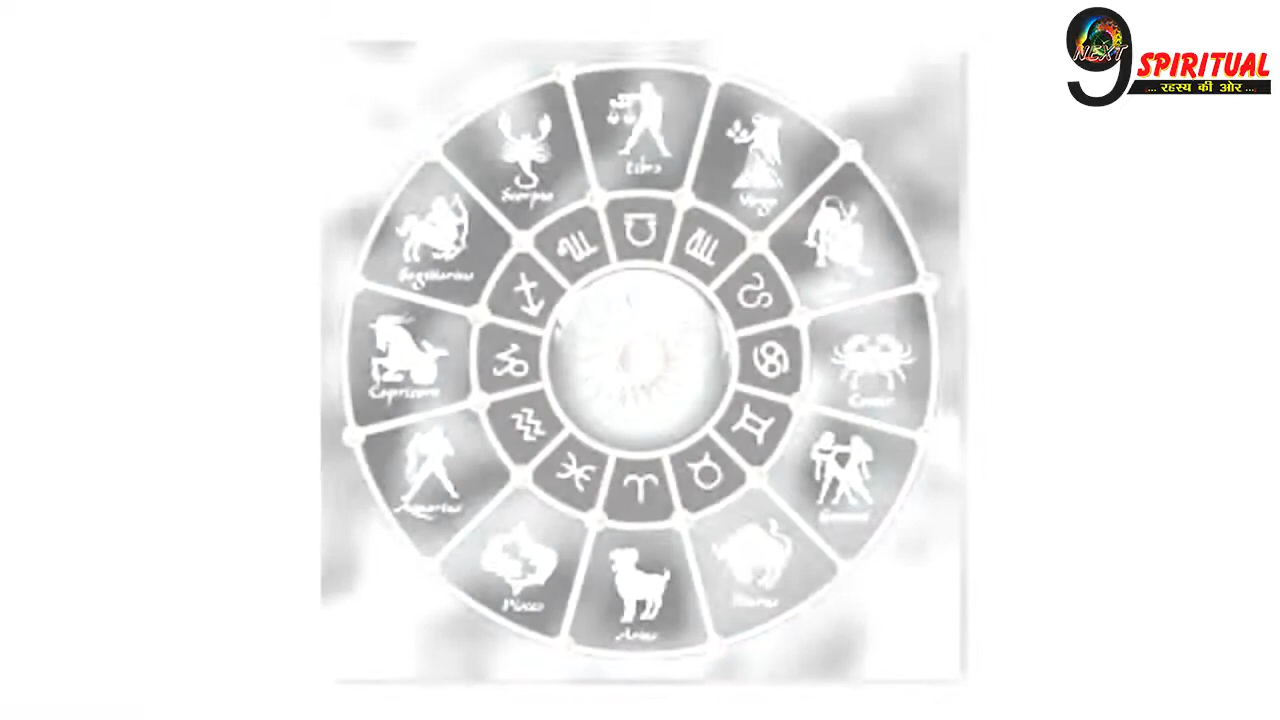 9
NEXT
SPIRITUAL
... रहस्य की ओर ...
Libra
Scorpio
Virgo
Sagittarius
Capricorn
Cancer
Aquarius
Gemini
Pisces
Taurus
Aries